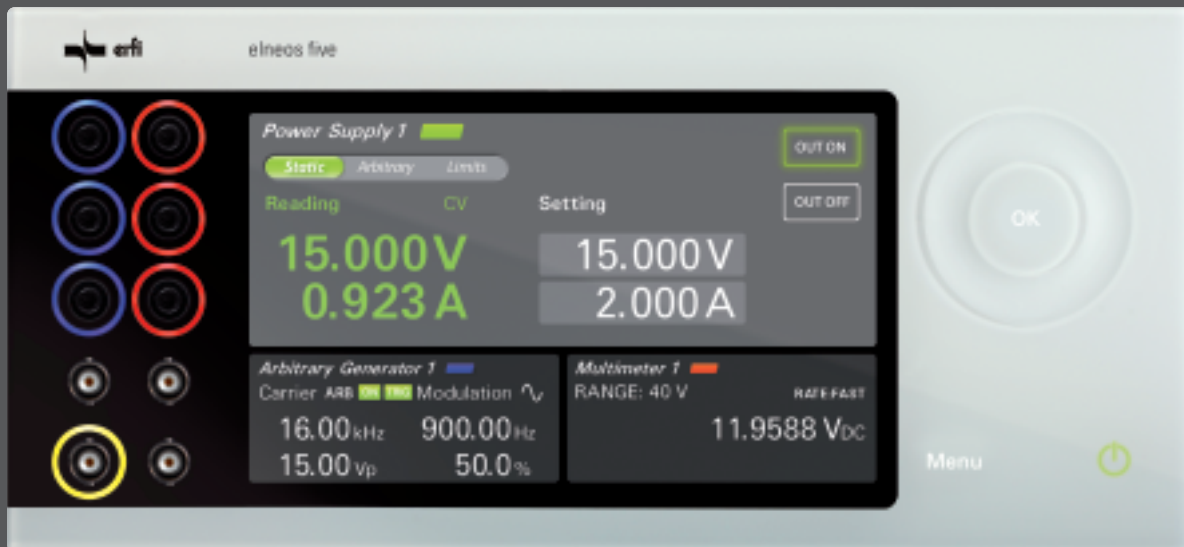 erfi elneos five
Power Supply 1
OUT ON
Static Arbitrary Limits
Reading CV Setting
OUT OFF
15.000 V 15.000 V
0.923 A 2.000 A
OK
Arbitrary Generator 1
Carrier ARB ON TRG Modulation
16.00 kHz 900.00 Hz
15.00 Vp 50.0 %
Multimeter 1
RANGE: 40 V RATE:FAST
11.9588 VDC
Menu